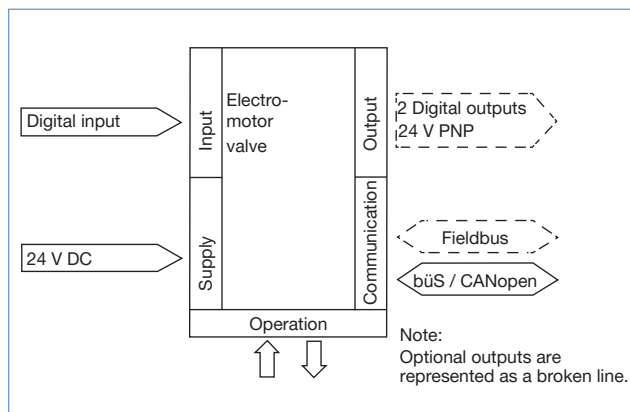 Digital input
24 V DC
Input
Supply
Electro-
motor
valve
Output
Communication
Operation
2 Digital outputs
24 V PNP
Fieldbus
büS / CANopen
Note:
Optional outputs are
represented as a broken line.